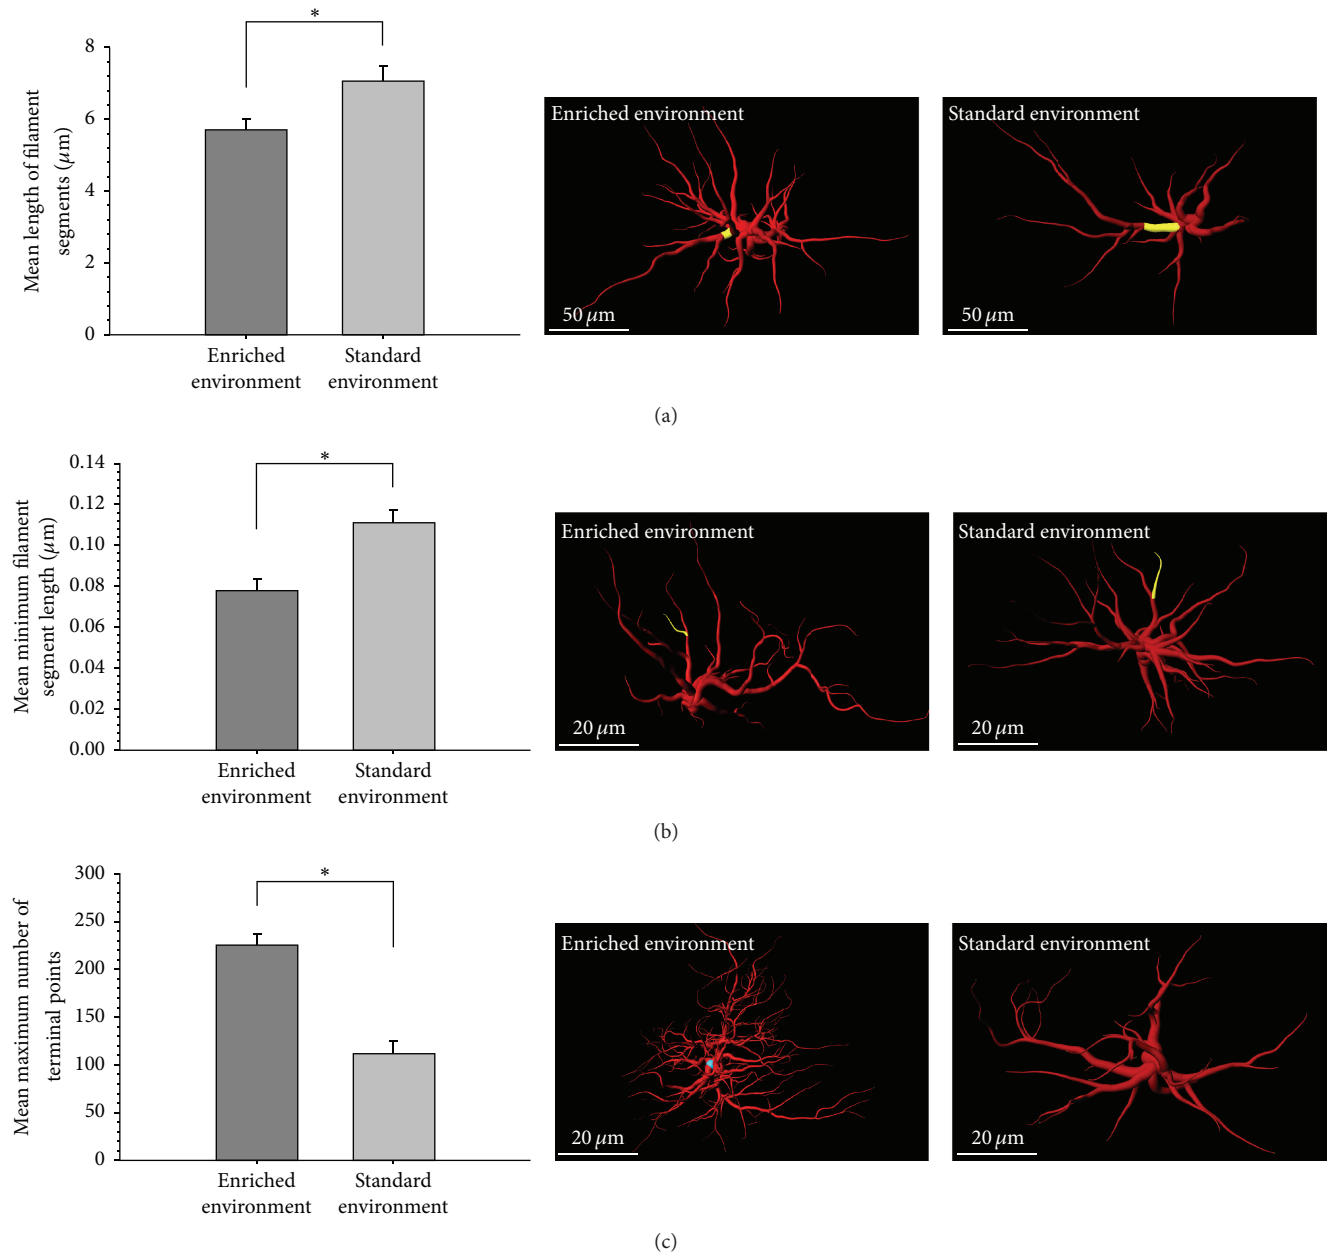 *
8
6
4
2
0
Mean length of filament
segments (μm)
Enriched
environment
Standard
environment
Enriched environment
50 μm
Standard environment
50 μm
(a)
*
0.14
0.12
0.10
0.08
0.06
0.04
0.02
0.00
Mean minimum filament
segment length (μm)
Enriched
environment
Standard
environment
Enriched environment
20 μm
Standard environment
20 μm
(b)
*
300
250
200
150
100
50
0
Mean maximum number of
terminal points
Enriched
environment
Standard
environment
Enriched environment
20 μm
Standard environment
20 μm
(c)